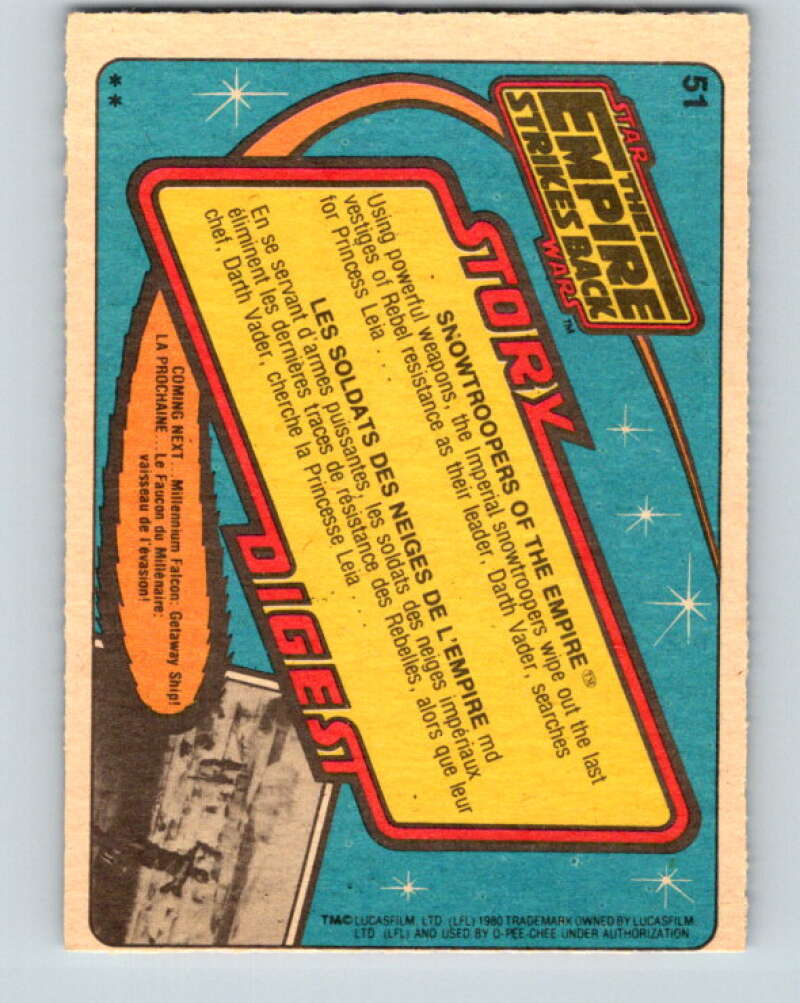 51
STAR
THE
EMPIRE
STRIKES BACK
WARS™
STORY
SNOWTROOPERS OF THE EMPIRE™
Using powerful weapons, the Imperial snowtroopers wipe out the last
vestiges of Rebel resistance as their leader, Darth Vader, searches
for Princess Leia . . .
LES SOLDATS DES NEIGES DE L'EMPIRE md
En se servant d'armes puissantes, les soldats des neiges impériaux
éliminent les dernières traces de résistance des Rebelles, alors que leur
chef, Darth Vader, cherche la Princesse Leia . . .
DIGEST
COMING NEXT . . . Millennium Falcon: Getaway Ship!
LA PROCHAINE . . . Le Faucon du Millénaire:
vaisseau de l'évasion!
* *
TM© LUCASFILM, LTD. (LFL) 1980 TRADEMARK OWNED BY LUCASFILM
LTD. (LFL) AND USED BY O-PEE-CHEE UNDER AUTHORIZATION